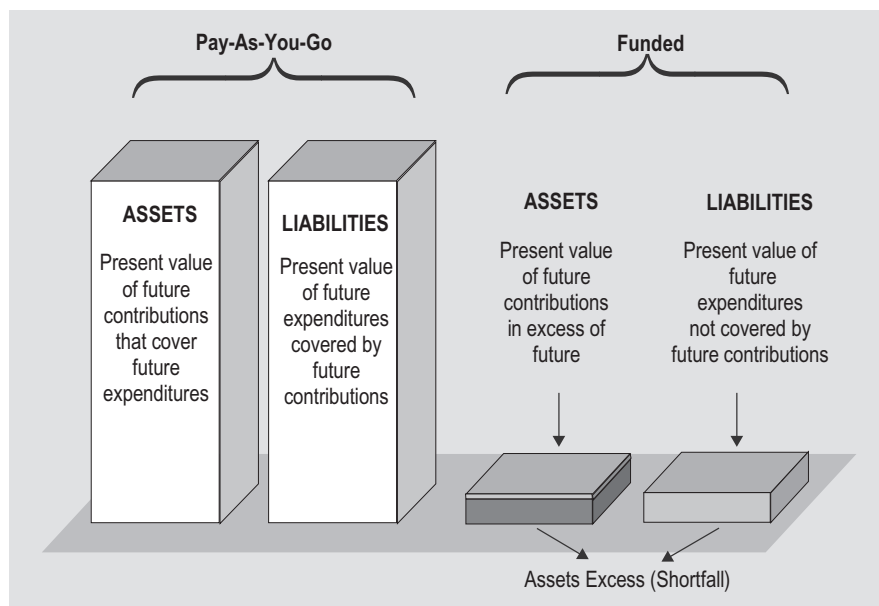 Pay-As-You-Go
Funded
ASSETS
Present value
of future
contributions
that cover
future
expenditures
LIABILITIES
Present value
of future
expenditures
covered by
future
contributions
ASSETS
Present value
of future
contributions
in excess of
future
LIABILITIES
Present value of
future
expenditures
not covered by
future contributions
Assets Excess (Shortfall)